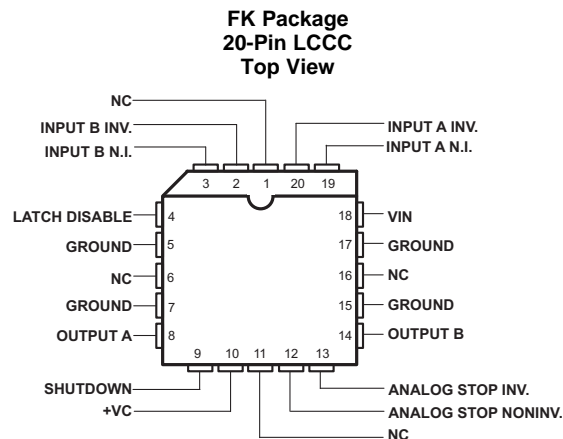 FK Package
20-Pin LCCC
Top View
NC
INPUT B INV.
INPUT A INV.
INPUT B N.I.
INPUT A N.I.
3 2 1 20 19
LATCH DISABLE 4
18 VIN
GROUND 5
17 GROUND
NC 6
16 NC
GROUND 7
15 GROUND
OUTPUT A 8
14 OUTPUT B
9 10 11 12 13
SHUTDOWN
ANALOG STOP INV.
+VC
ANALOG STOP NONINV.
NC